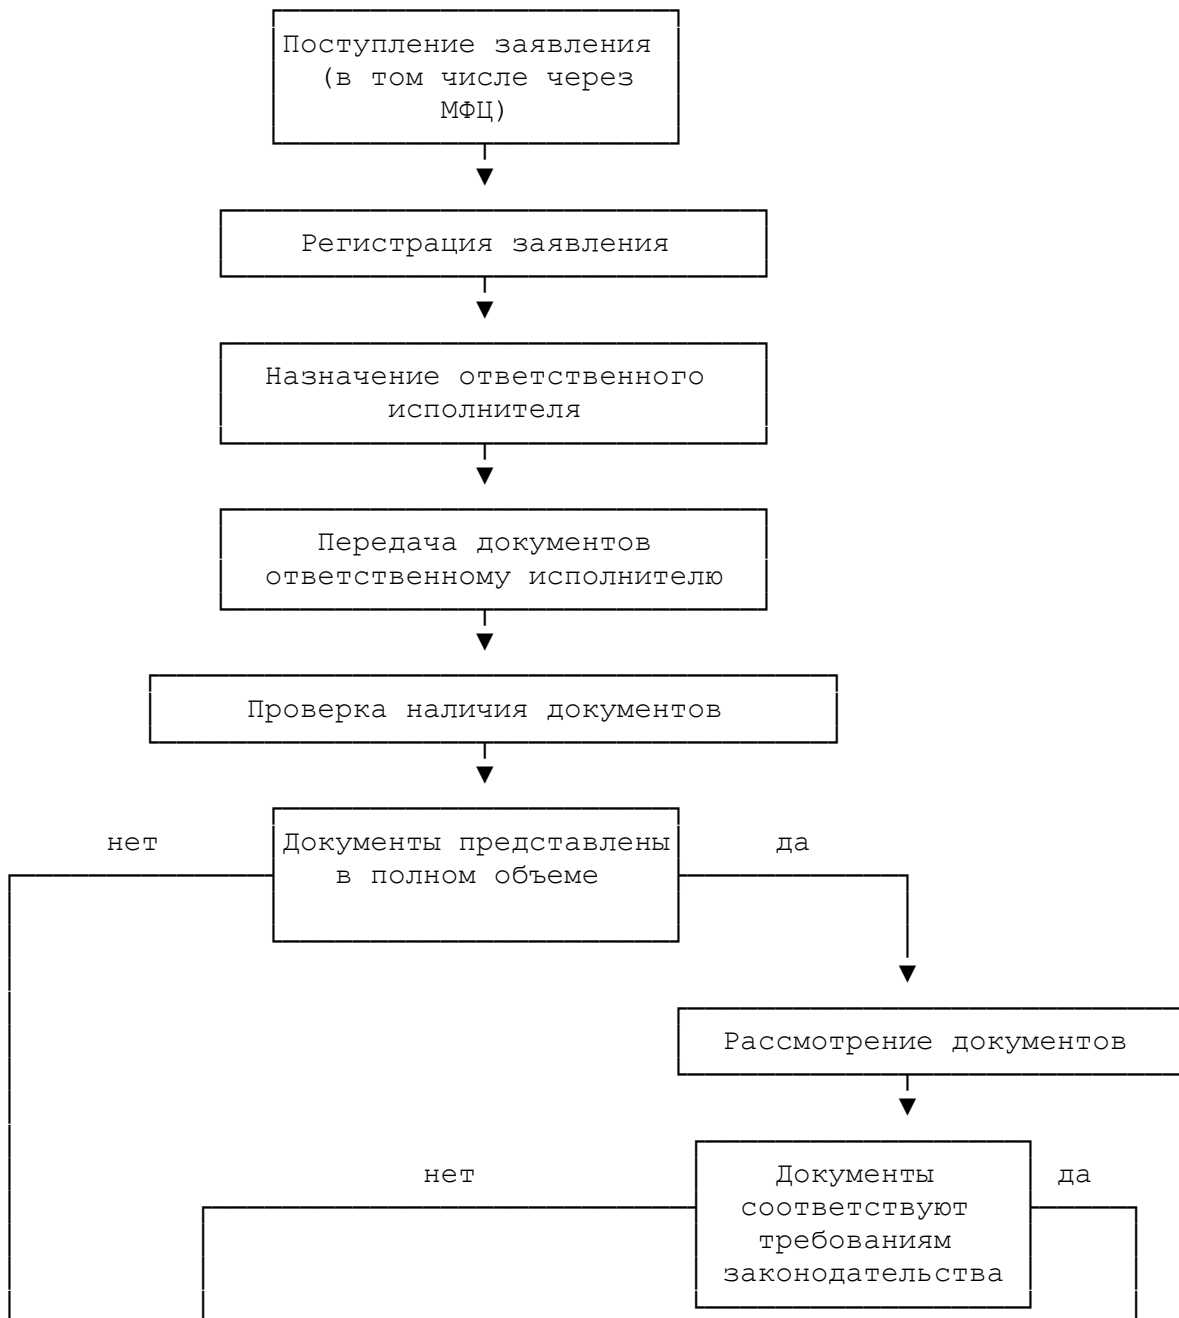 Поступление заявления
(в том числе через
МФЦ)
Регистрация заявления
Назначение ответственного
исполнителя
Передача документов
ответственному исполнителю
Проверка наличия документов
нет
Документы представлены
в полном объеме
да
Рассмотрение документов
нет
Документы
соответствуют
требованиям
законодательства
да